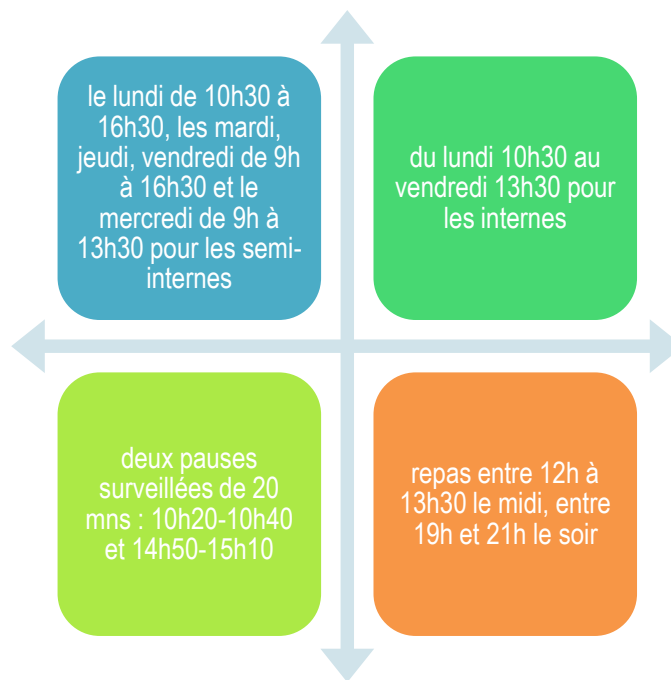 le lundi de 10h30 à
16h30, les mardi,
jeudi, vendredi de 9h
à 16h30 et le
mercredi de 9h à
13h30 pour les semi-
internes
du lundi 10h30 au
vendredi 13h30 pour
les internes
deux pauses
surveillées de 20
mns : 10h20-10h40
et 14h50-15h10
repas entre 12h à
13h30 le midi, entre
19h et 21h le soir